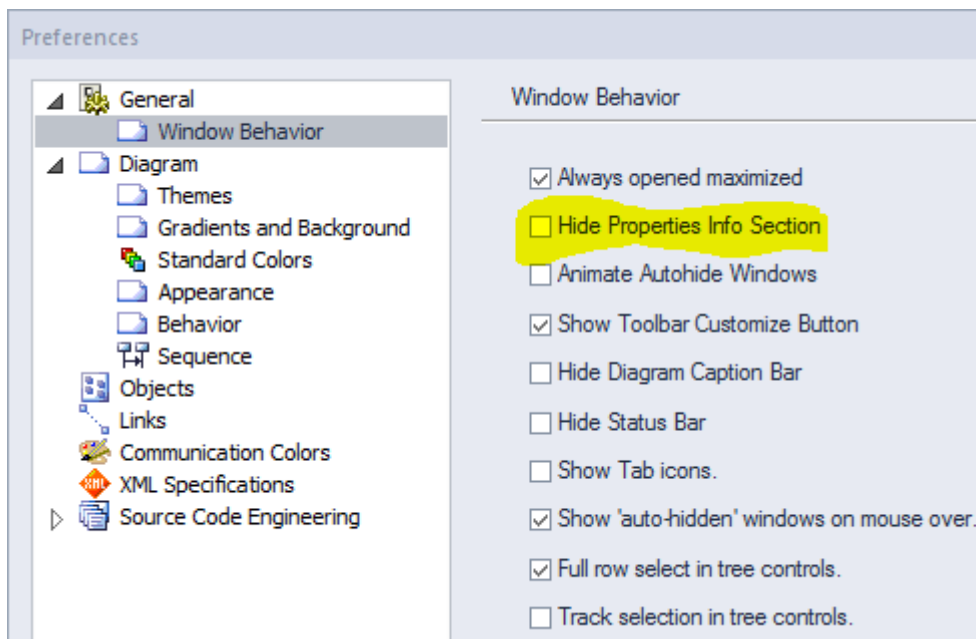 Preferences
General
Window Behavior
Diagram
Themes
Gradients and Background
Standard Colors
Appearance
Behavior
Sequence
Objects
Links
Communication Colors
XML
XML Specifications
Source Code Engineering
Window Behavior
Always opened maximized
Hide Properties Info Section
Animate Autohide Windows
Show Toolbar Customize Button
Hide Diagram Caption Bar
Hide Status Bar
Show Tab icons.
Show 'auto-hidden' windows on mouse over.
Full row select in tree controls.
Track selection in tree controls.